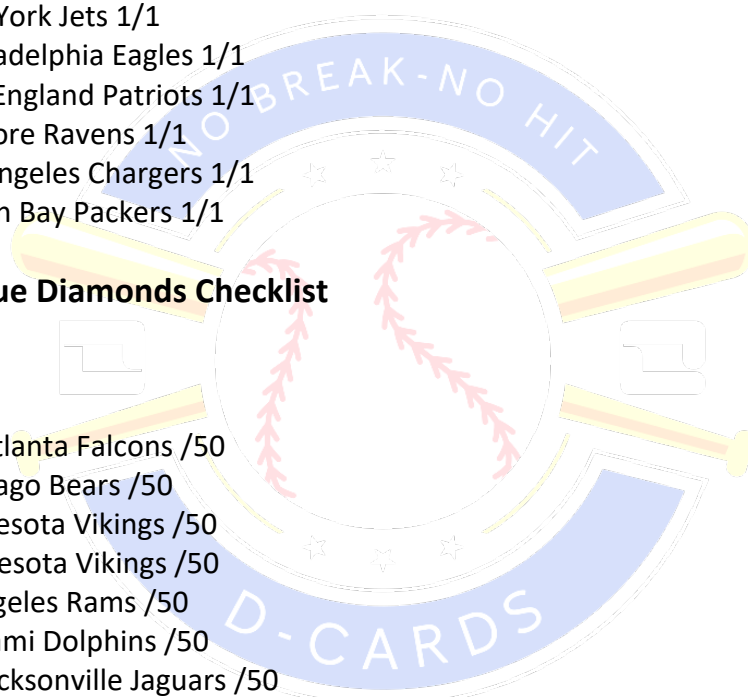 York Jets 1/1
adelphia Eagles 1/1
England Patriots 1/1
ore Ravens 1/1
ngeles Chargers 1/1
n Bay Packers 1/1
ue Diamonds Checklist
tlanta Falcons /50
ago Bears /50
esota Vikings /50
esota Vikings /50
geles Rams /50
ami Dolphins /50
cksonville Jaguars /50
NO BREAK-NO HIT
D-CARDS